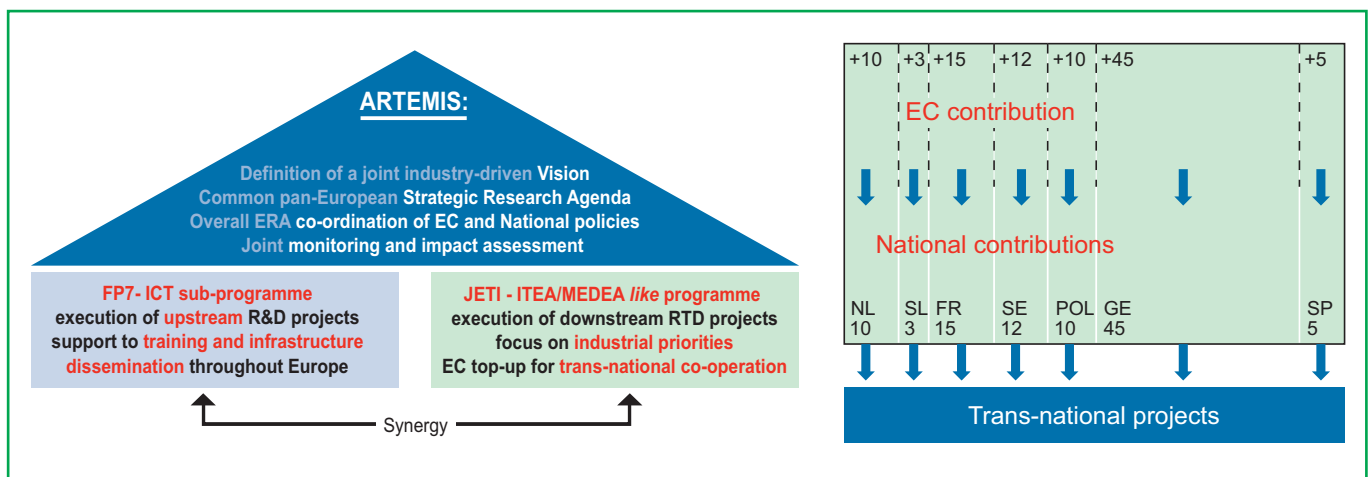 ARTEMIS:
Definition of a joint industry-driven Vision
Common pan-European Strategic Research Agenda
Overall ERA co-ordination of EC and National policies
Joint monitoring and impact assessment
FP7- ICT sub-programme
execution of upstream R&D projects
support to training and infrastructure
dissemination throughout Europe
JETI - ITEA/MEDEA like programme
execution of downstream RTD projects
focus on industrial priorities
EC top-up for trans-national co-operation
Synergy
+10 +3 +15 +12 +10 +45 +5
EC contribution
National contributions
NL SL FR SE POL GE SP
10 3 15 12 10 45 5
Trans-national projects